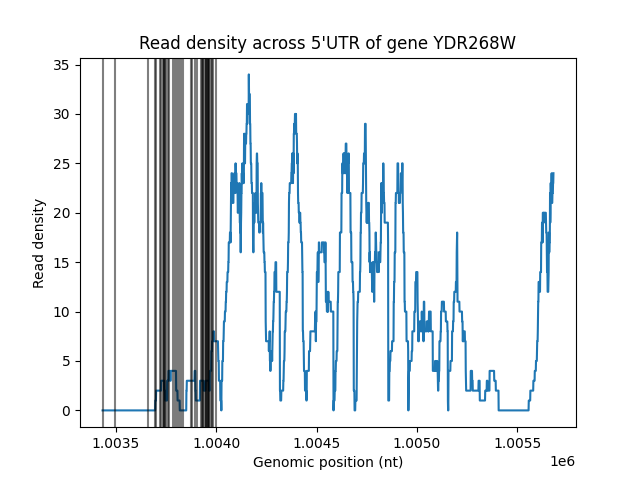 Read density across 5'UTR of gene YDR268W
35
30
25
20
15
10
5
0
Read density
1.0035 1.0040 1.0045 1.0050 1.0055
1e6
Genomic position (nt)